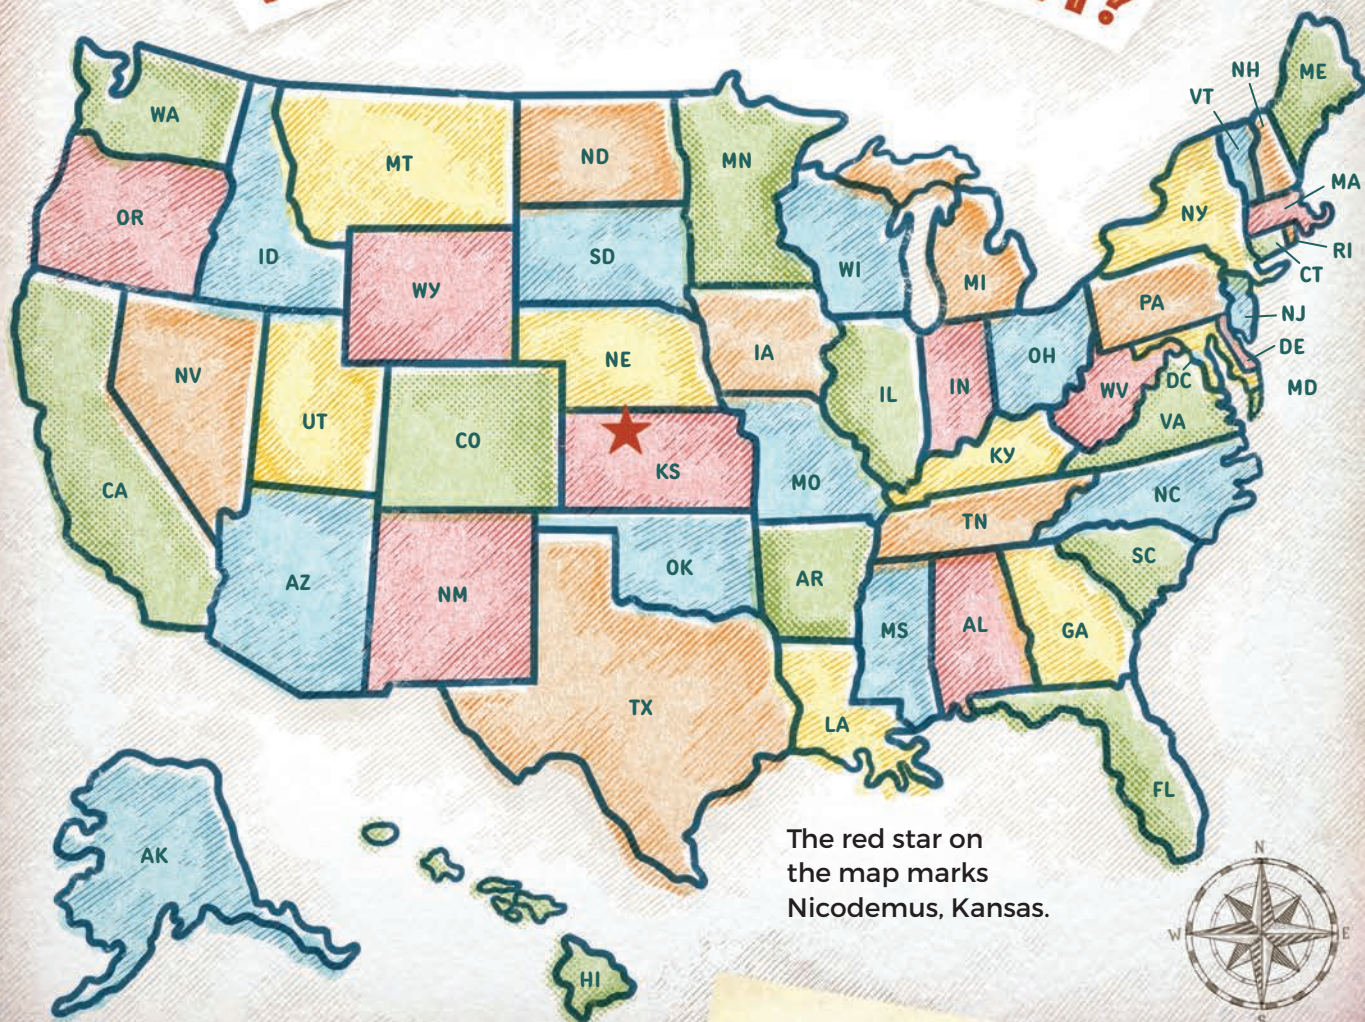 NH
ME
VT
WA
MT
ND
MN
MA
OR
NY
RI
ID
SD
WI
CT
WY
MI
PA
NJ
NE
IA
OH
DE
NV
IL
IN
WV
DC
MD
UT
CO
KS
KY
VA
CA
MO
NC
TN
AZ
NM
OK
AR
SC
MS
AL
GA
TX
LA
FL
The red star on
the map marks
Nicodemus, Kansas.
AK
HI
N
W
E
S